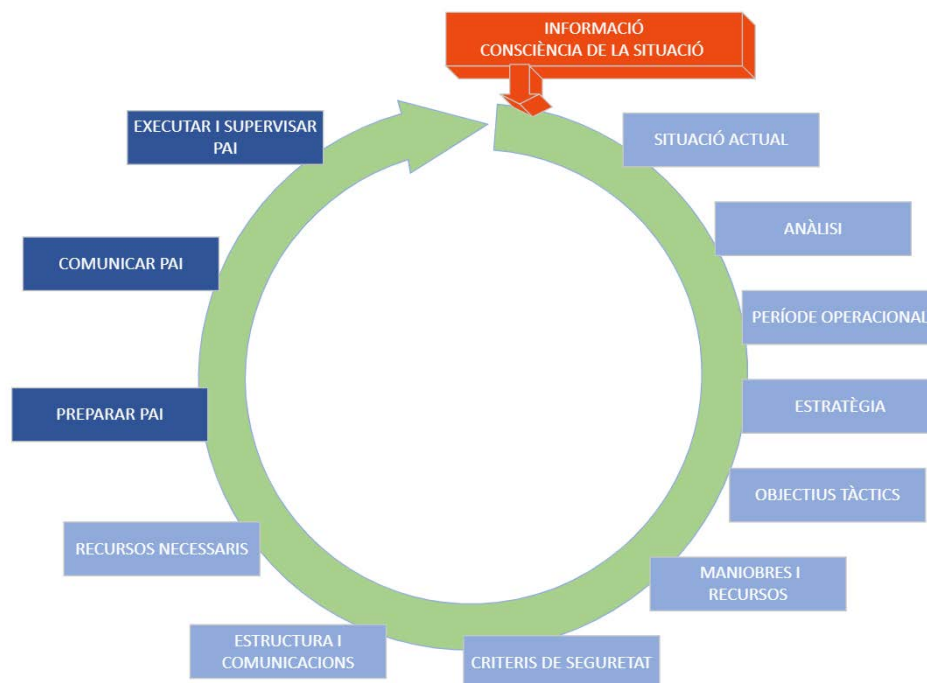 INFORMACIÓ
CONSCIÈNCIA DE LA SITUACIÓ
SITUACIÓ ACTUAL
ANÀLISI
PERÍODE OPERACIONAL
ESTRATÈGIA
OBJECTIUS TÀCTICS
MANIOBRES I
RECURSOS
CRITERIS DE SEGURETAT
ESTRUCTURA I
COMUNICACIONS
RECURSOS NECESSARIS
PREPARAR PAI
COMUNICAR PAI
EXECUTAR I SUPERVISAR
PAI